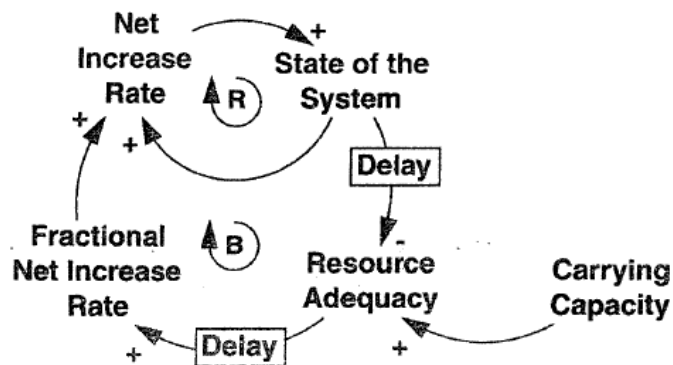 Net
Increase
Rate
+
State of the
System
R
+
+
Delay
Fractional
Net Increase
Rate
B
-
Resource
Adequacy
Carrying
Capacity
+
Delay
+